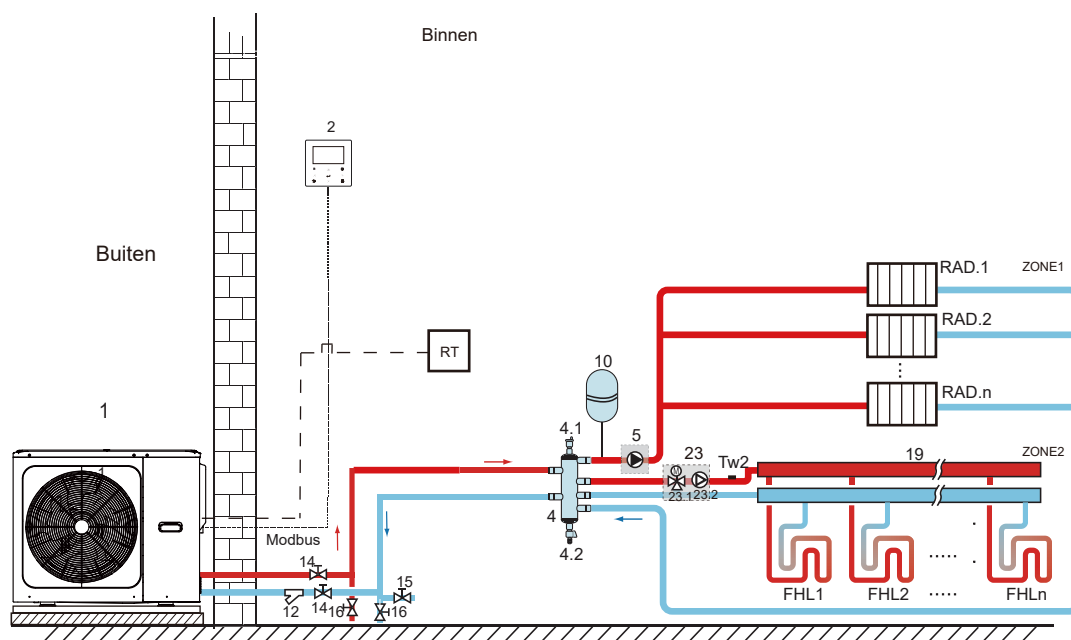 Binnen
2
Buiten
RAD.1
ZONE1
RAD.2
RT
10
RAD.n
1
4.1
5
23
Tw2
19
ZONE2
M
1
23.1
23.2
4
Modbus
4.2
14
15
12
14
16
16
FHL1
FHL2
FHLn